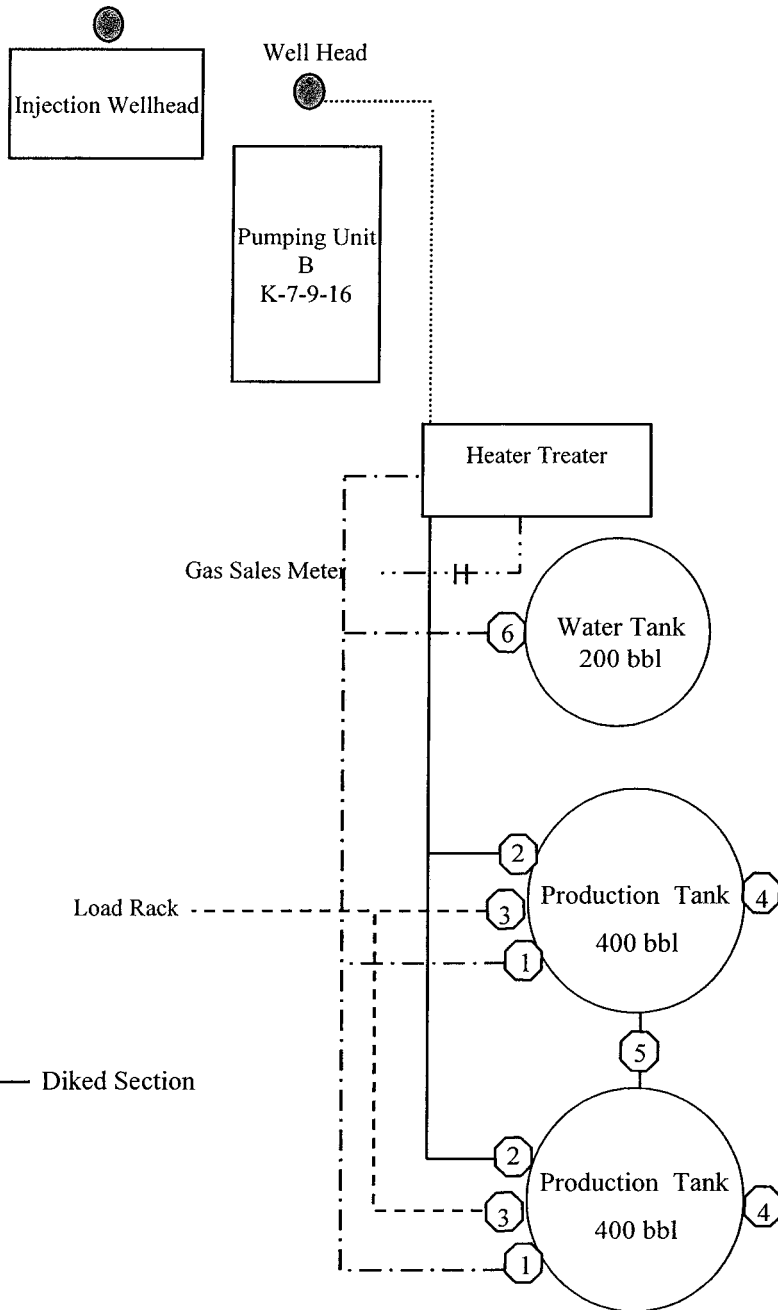 Well Head
Injection Wellhead
Pumping Unit
B
K-7-9-16
Heater Treater
Gas Sales Meter
6
Water Tank
200 bbl
2
Load Rack
3
Production Tank
4
400 bbl
1
5
Diked Section
2
Production Tank
3
4
400 bbl
1